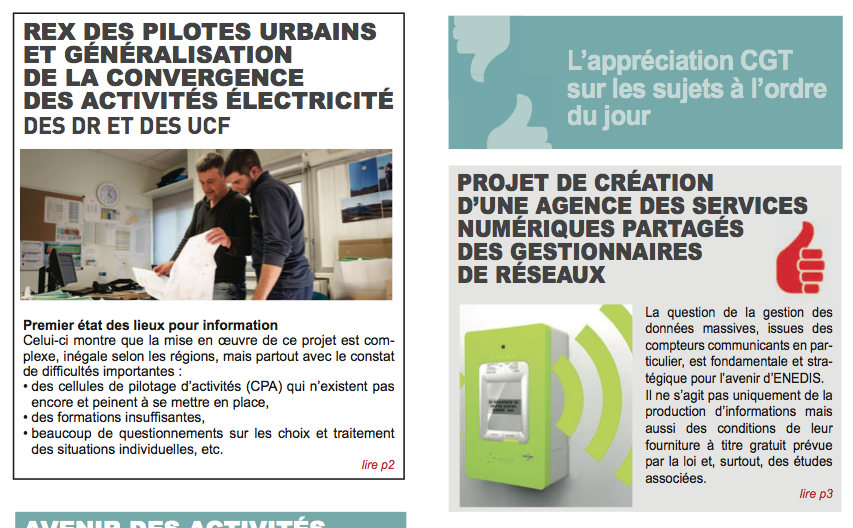 REX DES PILOTES URBAINS
ET GÉNÉRALISATION
DE LA CONVERGENCE
DES ACTIVITÉS ÉLECTRICITÉ
DES DR ET DES UCF
Premier état des lieux pour information
Celui-ci montre que la mise en œuvre de ce projet est com-
plexe, inégale selon les régions, mais partout avec le constat
de difficultés importantes :
• des cellules de pilotage d'activités (CPA) qui n'existent pas
encore et peinent à se mettre en place,
• des formations insuffisantes,
• beaucoup de questionnements sur les choix et traitement
des situations individuelles, etc.
lire p2
AVENIR DES ACTIVITÉS
L'appréciation CGT
sur les sujets à l'ordre
du jour
PROJET DE CRÉATION
D'UNE AGENCE DES SERVICES
NUMÉRIQUES PARTAGÉS
DES GESTIONNAIRES
DE RÉSEAUX
La question de la gestion des
données massives, issues des
compteurs communicants en par-
ticulier, est fondamentale et stra-
tégique pour l'avenir d'ENEDIS.
Il ne s'agit pas uniquement de la
production d'informations mais
aussi des conditions de leur
fourniture à titre gratuit prévue
par la loi et, surtout, des études
associées.
lire p3